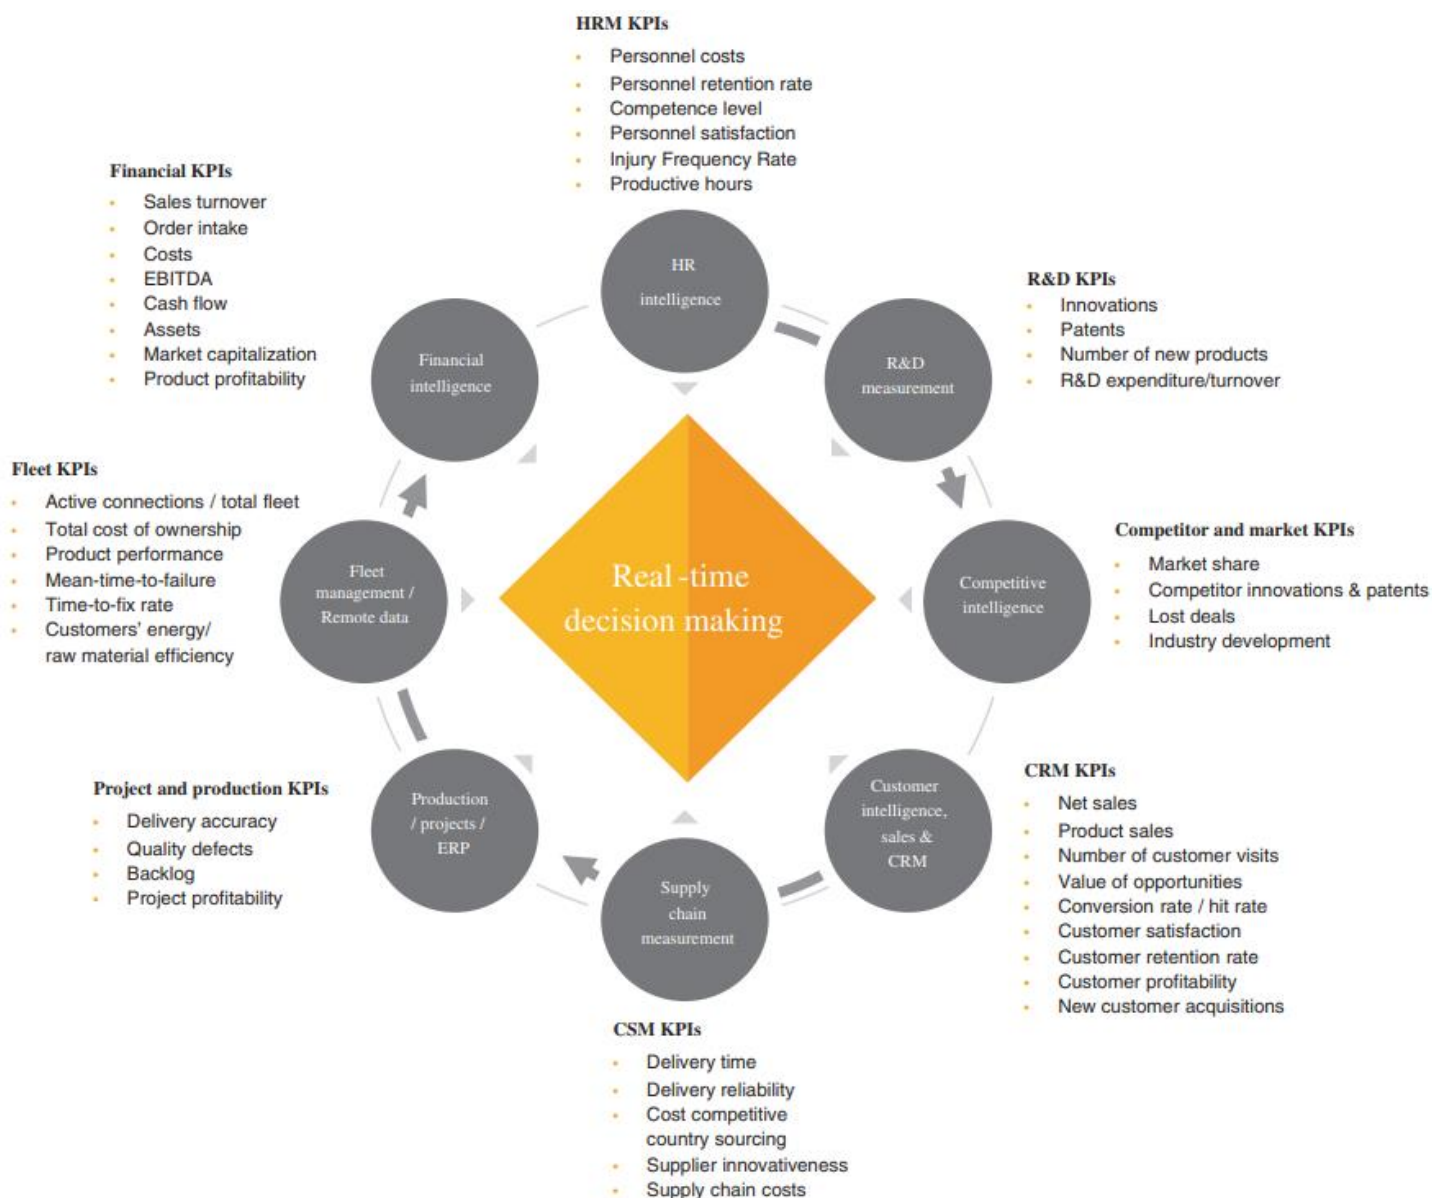 HRM KPIs
Personnel costs
Personnel retention rate
Competence level
Personnel satisfaction
Injury Frequency Rate
Productive hours
Financial KPIs
Sales turnover
Order intake
Costs
EBITDA
Cash flow
Assets
Market capitalization
Product profitability
HR
intelligence
R&D KPIs
Innovations
Patents
Number of new products
R&D expenditure/turnover
Financial
intelligence
R&D
measurement
Fleet KPIs
Active connections / total fleet
Total cost of ownership
Product performance
Mean-time-to-failure
Time-to-fix rate
Customers' energy/
raw material efficiency
Fleet
management /
Remote data
Real-time
decision making
Competitive
intelligence
Competitor and market KPIs
Market share
Competitor innovations & patents
Lost deals
Industry development
Project and production KPIs
Delivery accuracy
Quality defects
Backlog
Project profitability
Production
/ projects /
ERP
Customer
intelligence,
sales &
CRM
CRM KPIs
Net sales
Product sales
Number of customer visits
Value of opportunities
Conversion rate / hit rate
Customer satisfaction
Customer retention rate
Customer profitability
New customer acquisitions
Supply
chain
measurement
CSM KPIs
Delivery time
Delivery reliability
Cost competitive
country sourcing
Supplier innovativeness
Supply chain costs